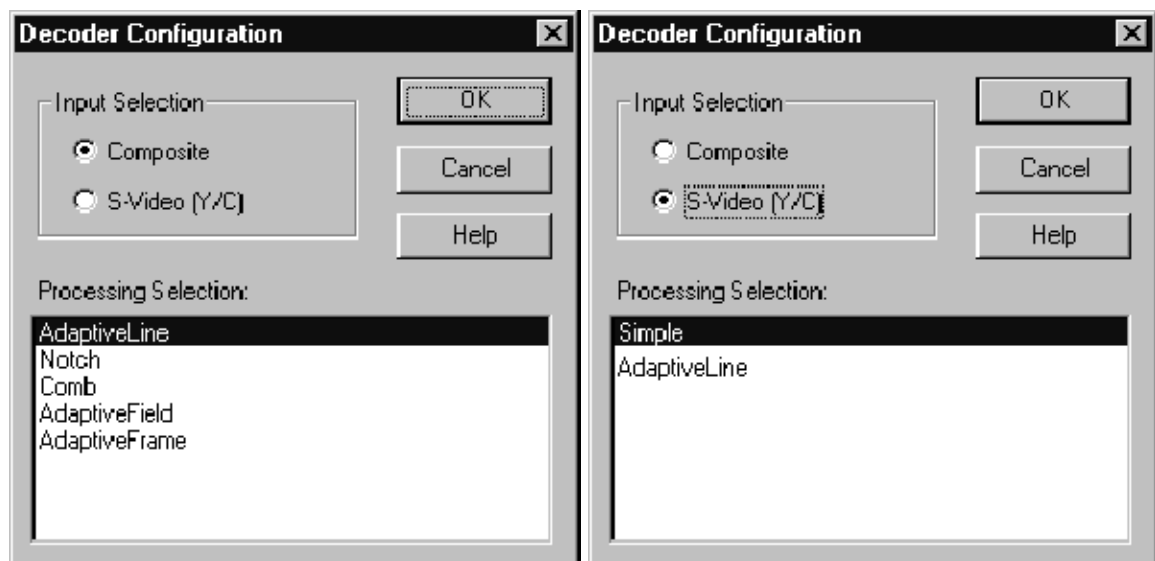 Decoder Configuration
Input Selection
OK
Composite
Cancel
S-Video (Y/C)
Help
Processing Selection:
AdaptiveLine
Notch
Comb
AdaptiveField
AdaptiveFrame
Decoder Configuration
Input Selection
OK
Composite
Cancel
S-Video (Y/C)
Help
Processing Selection:
Simple
AdaptiveLine